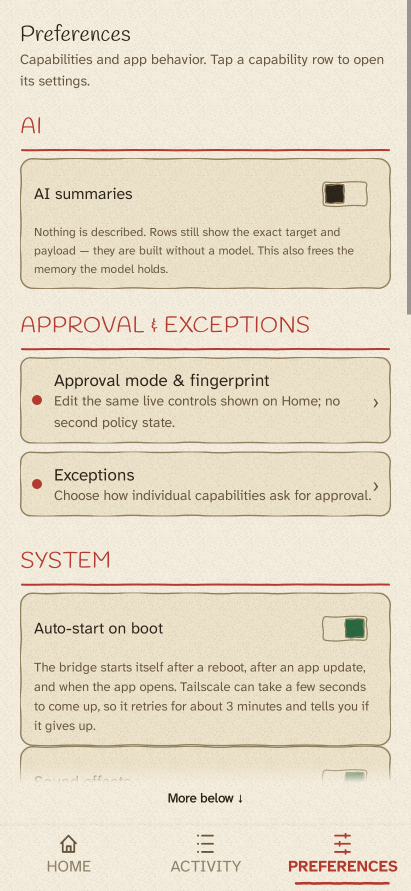 Preferences
Capabilities and app behavior. Tap a capability row to open
its settings.
AI
AI summaries
Nothing is described. Rows still show the exact target and
payload — they are built without a model. This also frees the
memory the model holds.
APPROVAL & EXCEPTIONS
Approval mode & fingerprint
Edit the same live controls shown on Home; no
second policy state.
›
Exceptions
Choose how individual capabilities ask for approval.
›
SYSTEM
Auto-start on boot
The bridge starts itself after a reboot, after an app update,
and when the app opens. Tailscale can take a few seconds
to come up, so it retries for about 3 minutes and tells you if
it gives up.
Sound effects
More below ↓
HOME
ACTIVITY
PREFERENCES